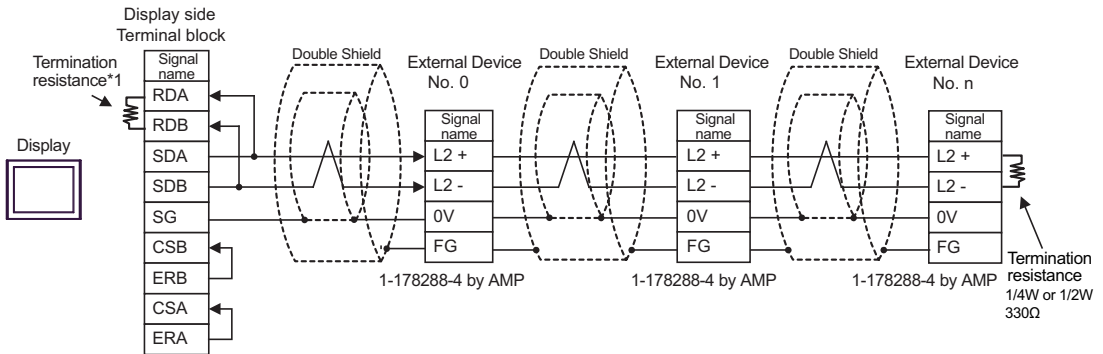 Display side
Terminal block
Termination
resistance*1
Display
Signal
name
RDA
RDB
SDA
SDB
SG
CSB
ERB
CSA
ERA
Double Shield
External Device
No. 0
Signal
name
L2 +
L2 -
0V
FG
1-178288-4 by AMP
Double Shield
External Device
No. 1
Signal
name
L2 +
L2 -
0V
FG
1-178288-4 by AMP
Double Shield
External Device
No. n
Signal
name
L2 +
L2 -
0V
FG
1-178288-4 by AMP
Termination
resistance
1/4W or 1/2W
330Ω